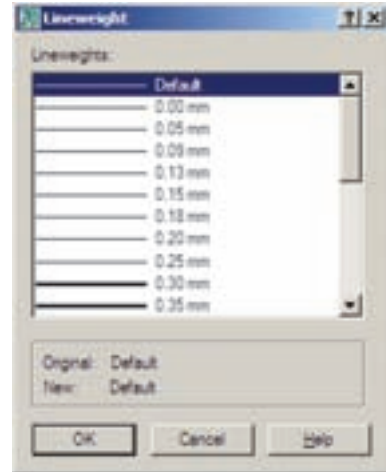 Lineweight
Lineweights:
Default
0.00 mm
0.05 mm
0.09 mm
0.13 mm
0.15 mm
0.18 mm
0.20 mm
0.25 mm
0.30 mm
0.35 mm
Original: Default
New: Default
OK Cancel Help